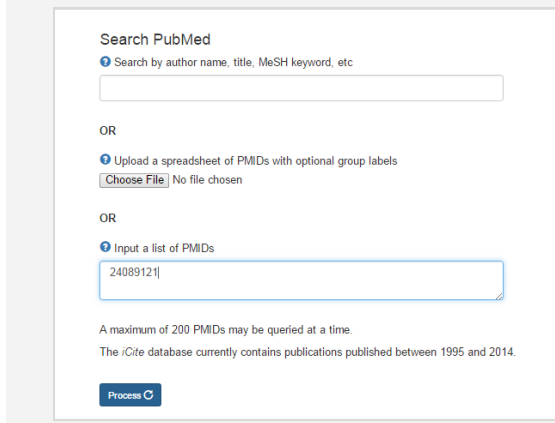 Search PubMed
Search by author name, title, MeSH keyword, etc
OR
Upload a spreadsheet of PMIDs with optional group labels
Choose File No file chosen
OR
Input a list of PMIDs
24089121
A maximum of 200 PMIDs may be queried at a time.
The iCite database currently contains publications published between 1995 and 2014.
Process